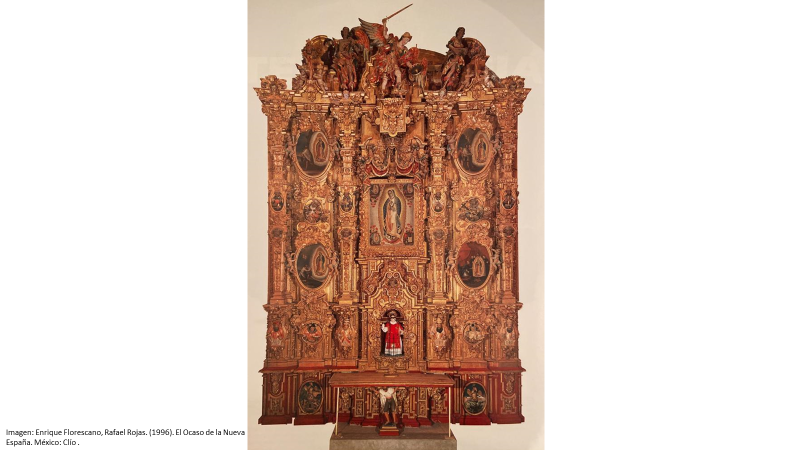 Imagen: Enrique Florescano, Rafael Rojas. (1996). El Ocaso de la Nueva
España. México: Clío .